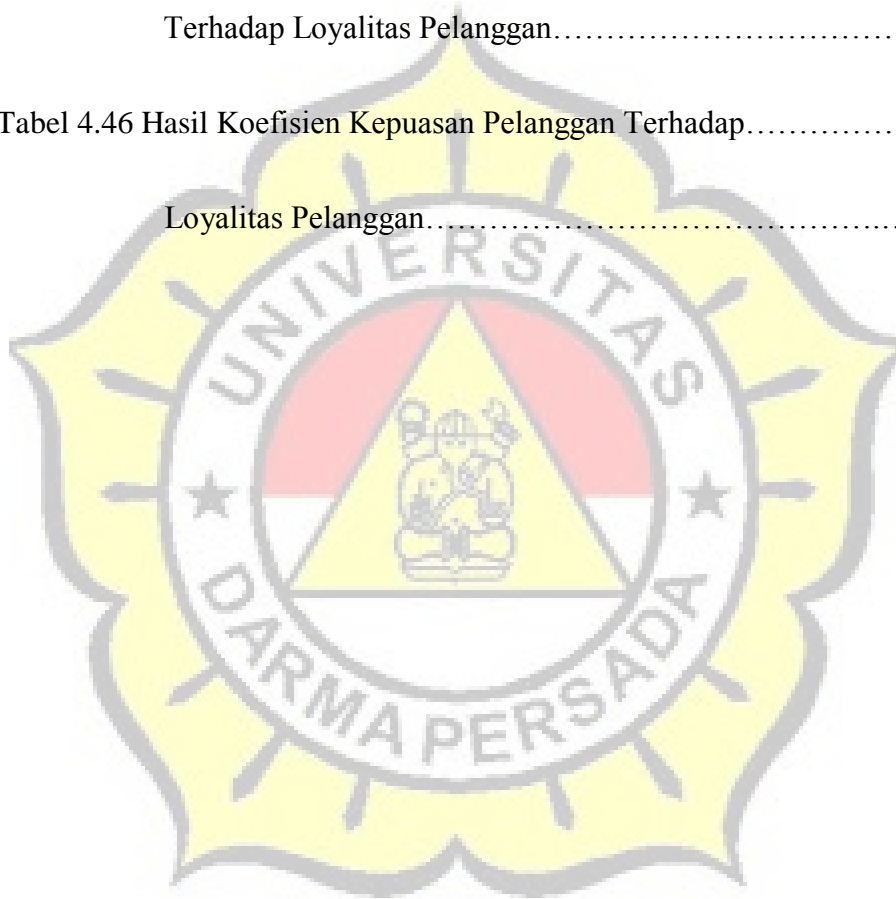 Terhadap Loyalitas Pelanggan……………………………
Tabel 4.46 Hasil Koefisien Kepuasan Pelanggan Terhadap……………
Loyalitas Pelanggan……………………………………...
UNIVERSITAS
DARMA PERSADA